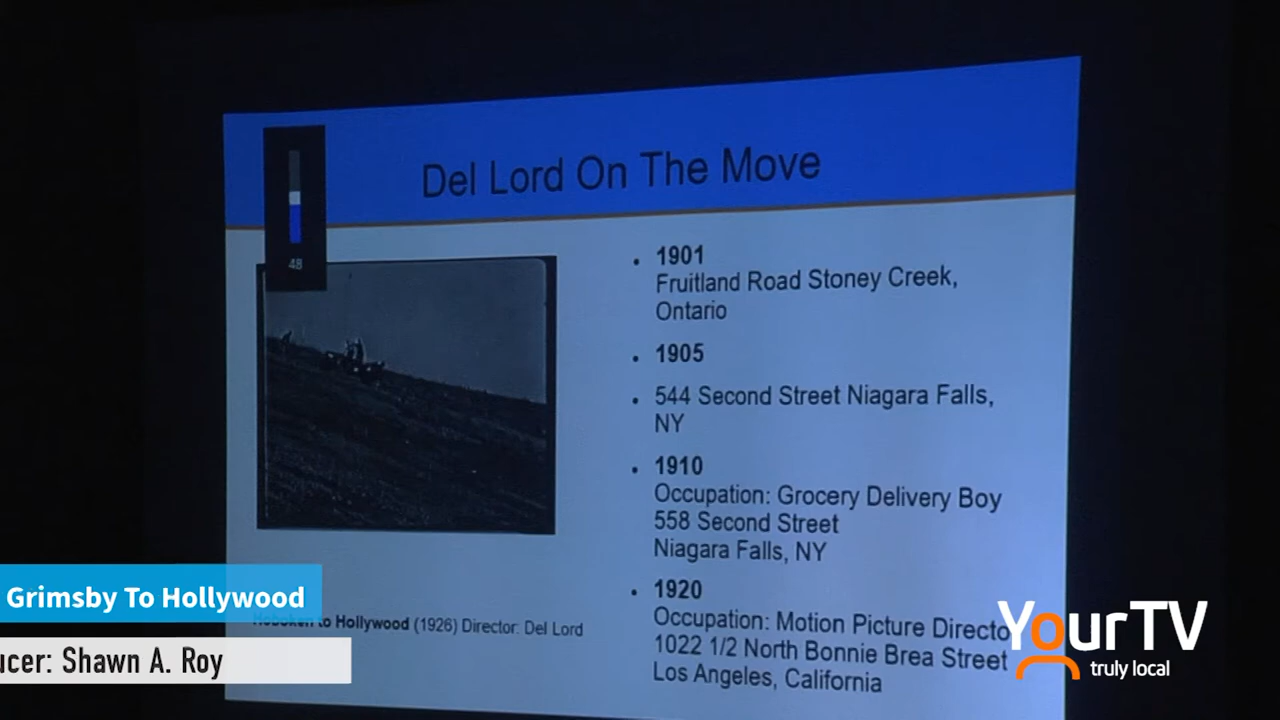 Del Lord On The Move
48
• 1901
Fruitland Road Stoney Creek,
Ontario
• 1905
• 544 Second Street Niagara Falls,
NY
• 1910
Occupation: Grocery Delivery Boy
558 Second Street
Niagara Falls, NY
• 1920
Occupation: Motion Picture Directo
1022 1/2 North Bonnie Brea Street
Los Angeles, California
Hoboken to Hollywood (1926) Director: Del Lord
Grimsby To Hollywood
ucer: Shawn A. Roy
YourTV
truly local